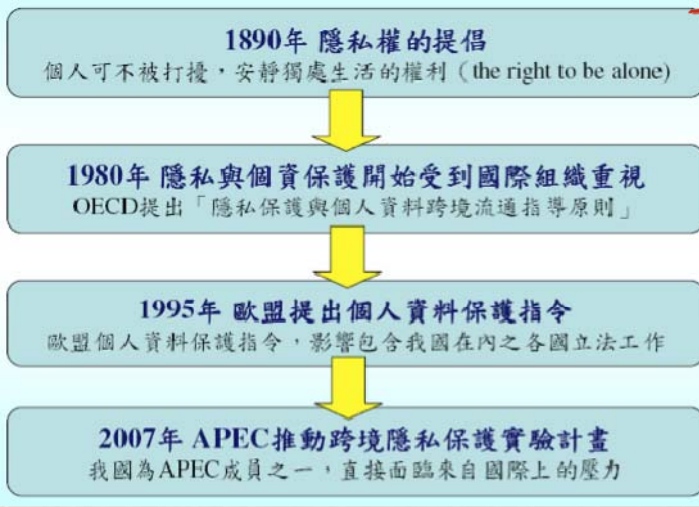 1890年 隱私權的提倡
個人可不被打擾，安靜獨處生活的權利（the right to be alone)
1980年 隱私與個資保護開始受到國際組織重視
OECD提出「隱私保護與個人資料跨境流通指導原則」
1995年 歐盟提出個人資料保護指令
歐盟個人資料保護指令，影響包含我國在內之各國立法工作
2007年 APEC推動跨境隱私保護實驗計畫
我國為APEC成員之一，直接面臨來自國際上的壓力